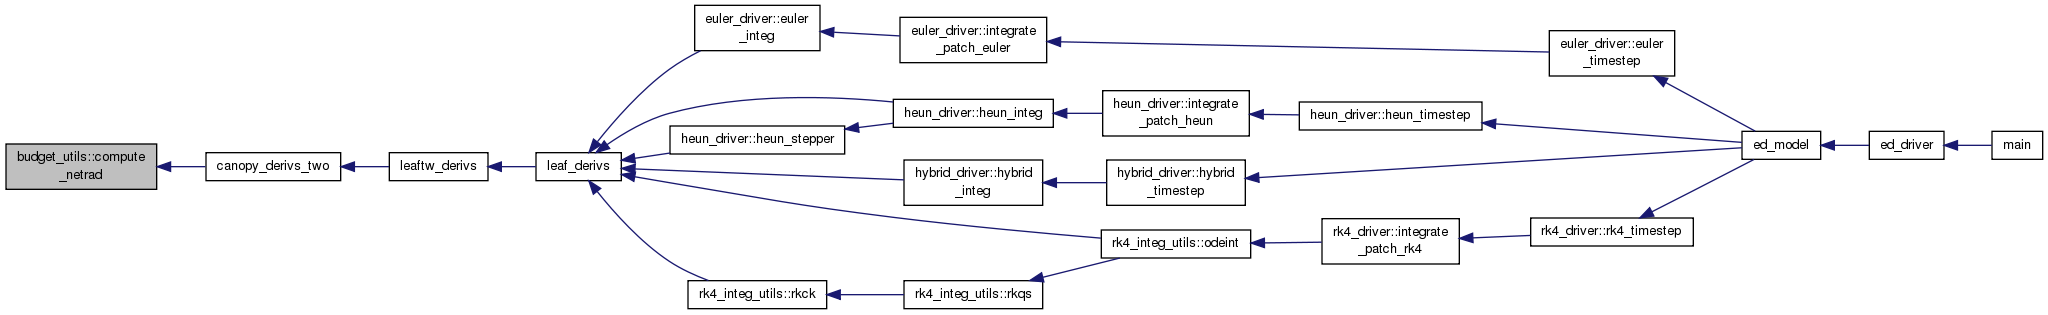 euler_driver::euler
_integ
euler_driver::integrate
_patch_euler
euler_driver::euler
_timestep
heun_driver::heun_integ
heun_driver::integrate
_patch_heun
heun_driver::heun_timestep
heun_driver::heun_stepper
budget_utils::compute
_netrad
canopy_derivs_two
leaftw_derivs
leaf_derivs
ed_model
ed_driver
main
hybrid_driver::hybrid
_integ
hybrid_driver::hybrid
_timestep
rk4_integ_utils::odeint
rk4_driver::integrate
_patch_rk4
rk4_driver::rk4_timestep
rk4_integ_utils::rkck
rk4_integ_utils::rkqs